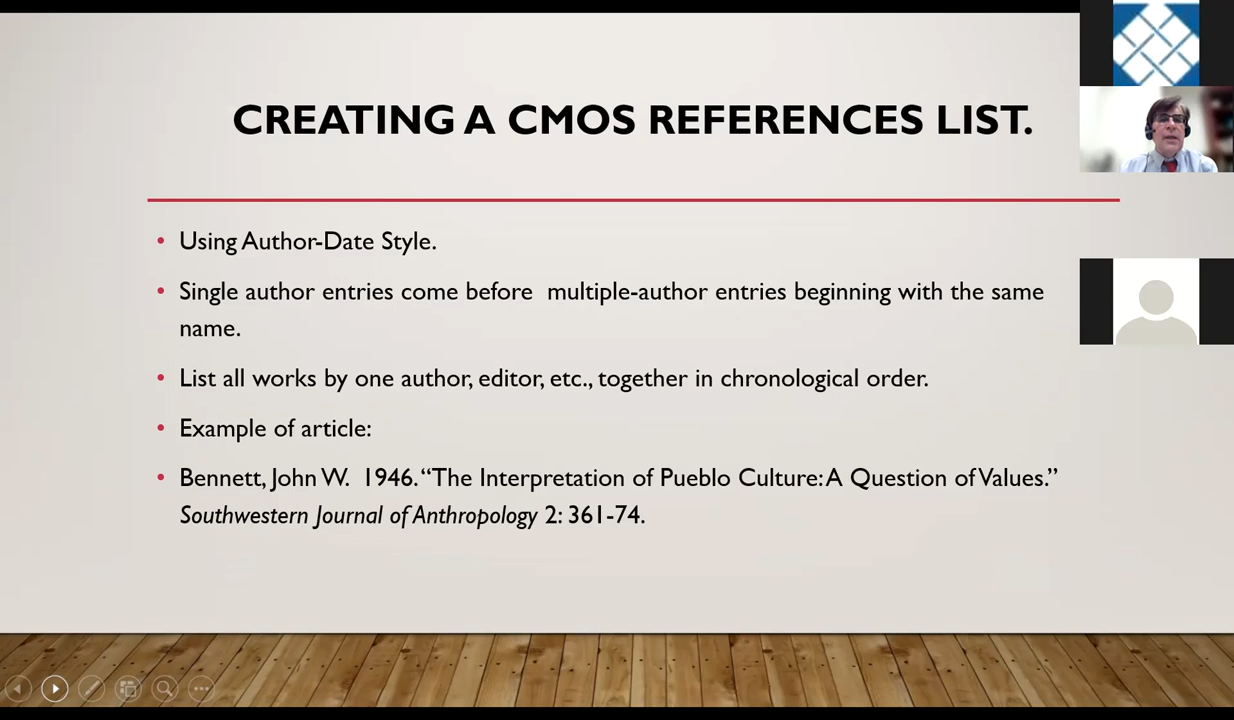 CREATING A CMOS REFERENCES LIST.
• Using Author-Date Style.
• Single author entries come before  multiple-author entries beginning with the same
name.
• List all works by one author, editor, etc., together in chronological order.
• Example of article:
• Bennett, John W.  1946. “The Interpretation of Pueblo Culture: A Question of Values.”
Southwestern Journal of Anthropology 2: 361-74.